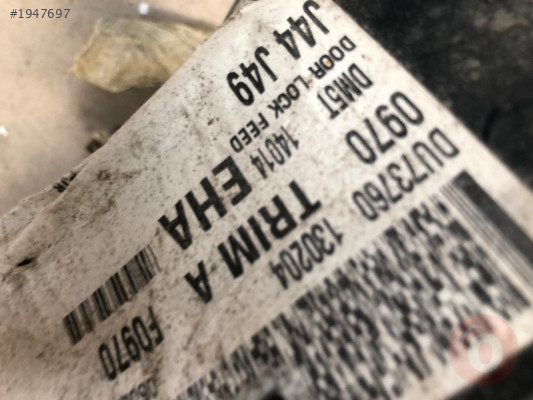 #1947697
J44 J49
DOOR LOCK FEED
DM5T
14014 EHA
0970
TRIM A
DU73760
130204
F0970